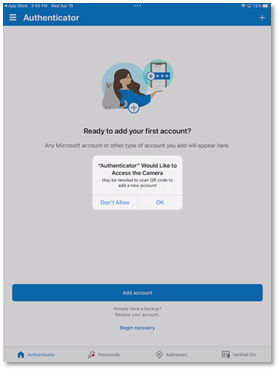 App Store 3:46 PM Wed Apr 19 72%
Authenticator
Ready to add your first account?
Any Microsoft account or other type of account you add will appear here.
“Authenticator” Would Like to
Access the Camera
May be needed to scan QR code to
add a new account
Don't Allow OK
Add account
Already have a backup?
Restore your account.
Begin recovery
Authenticator Passwords Addresses Verified IDs